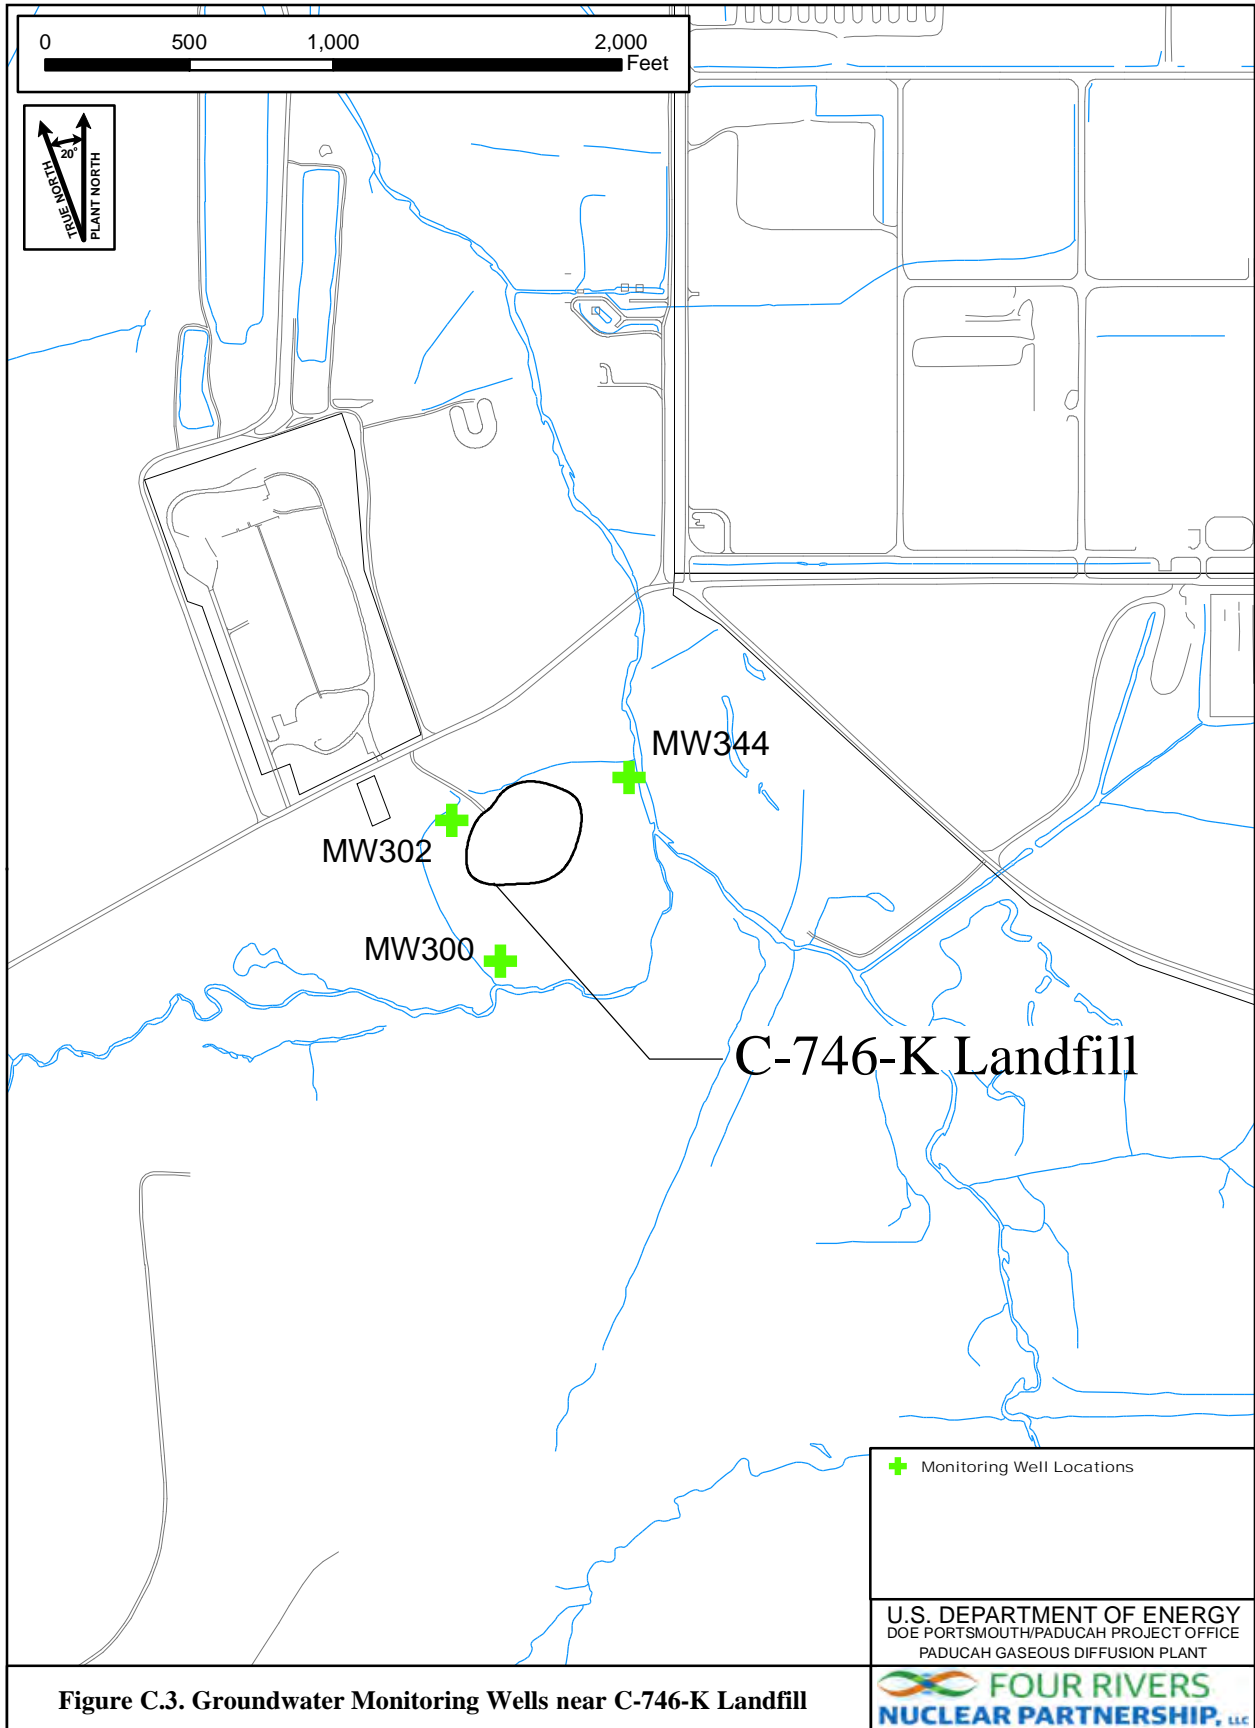 0 500 1,000 2,000
Feet
20°
TRUE NORTH
PLANT NORTH
MW344
MW302
MW300
C-746-K Landfill
Monitoring Well Locations
U.S. DEPARTMENT OF ENERGY
DOE PORTSMOUTH/PADUCAH PROJECT OFFICE
PADUCAH GASEOUS DIFFUSION PLANT
Figure C.3. Groundwater Monitoring Wells near C-746-K Landfill
FOUR RIVERS
NUCLEAR PARTNERSHIP, LLC